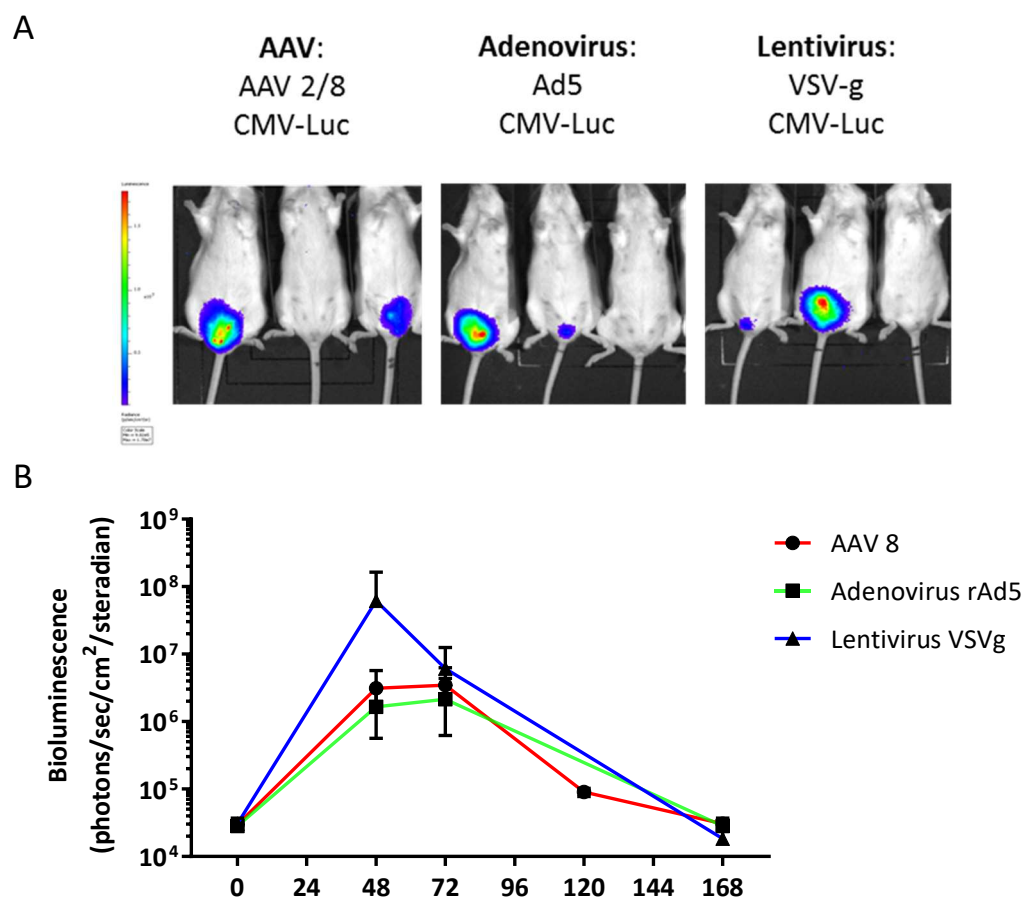 A
AAV:
AAV 2/8
CMV-Luc
Adenovirus:
Ad5
CMV-Luc
Lentivirus:
VSV-g
CMV-Luc
Luminescence
B
Bioluminescence
(photons/sec/cm²/steradian)
10⁹
10⁸
10⁷
10⁶
10⁵
10⁴
0 24 48 72 96 120 144 168
AAV 8
Adenovirus rAd5
Lentivirus VSVg